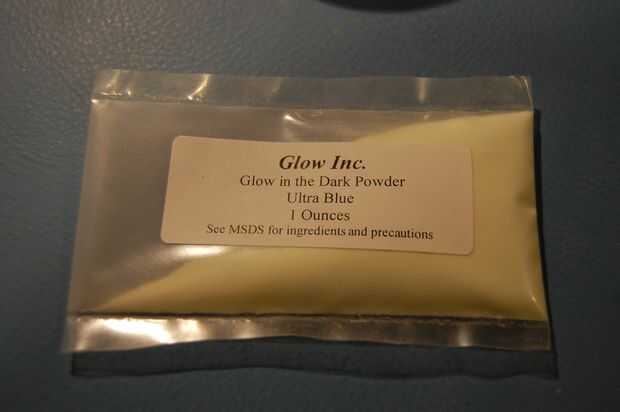 Glow Inc.
Glow in the Dark Powder
Ultra Blue
1 Ounces
See MSDS for ingredients and precautions